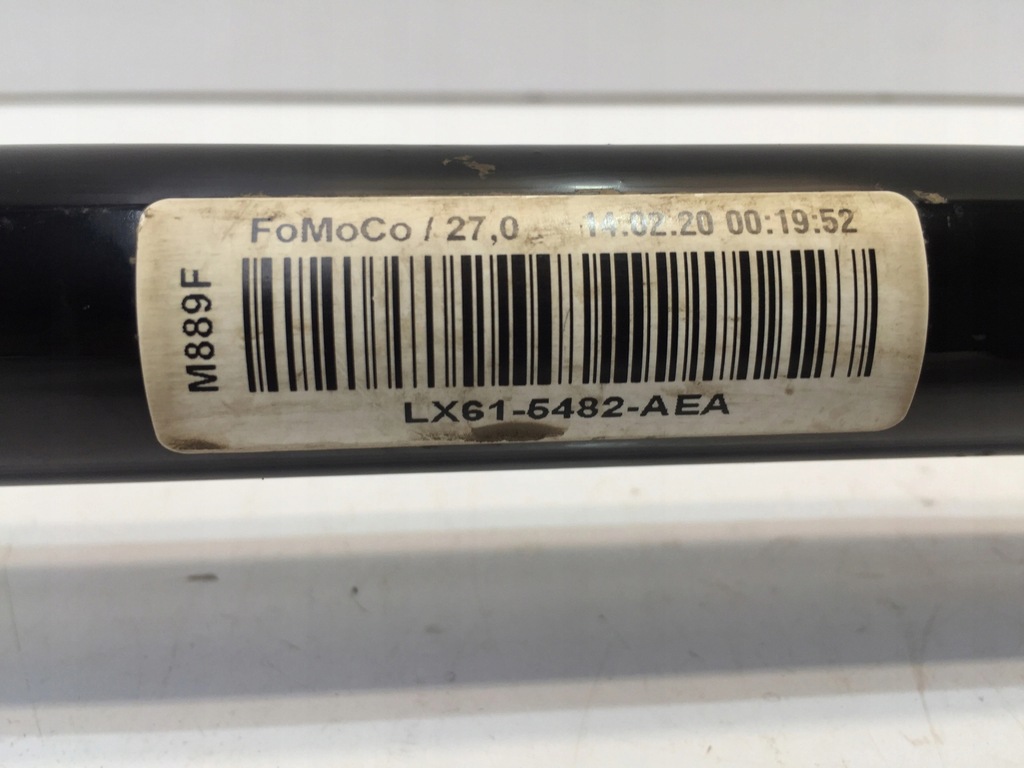 FoMoCo / 27,0 14.02.20 00:19:52
M889F
LX61-5482-AEA